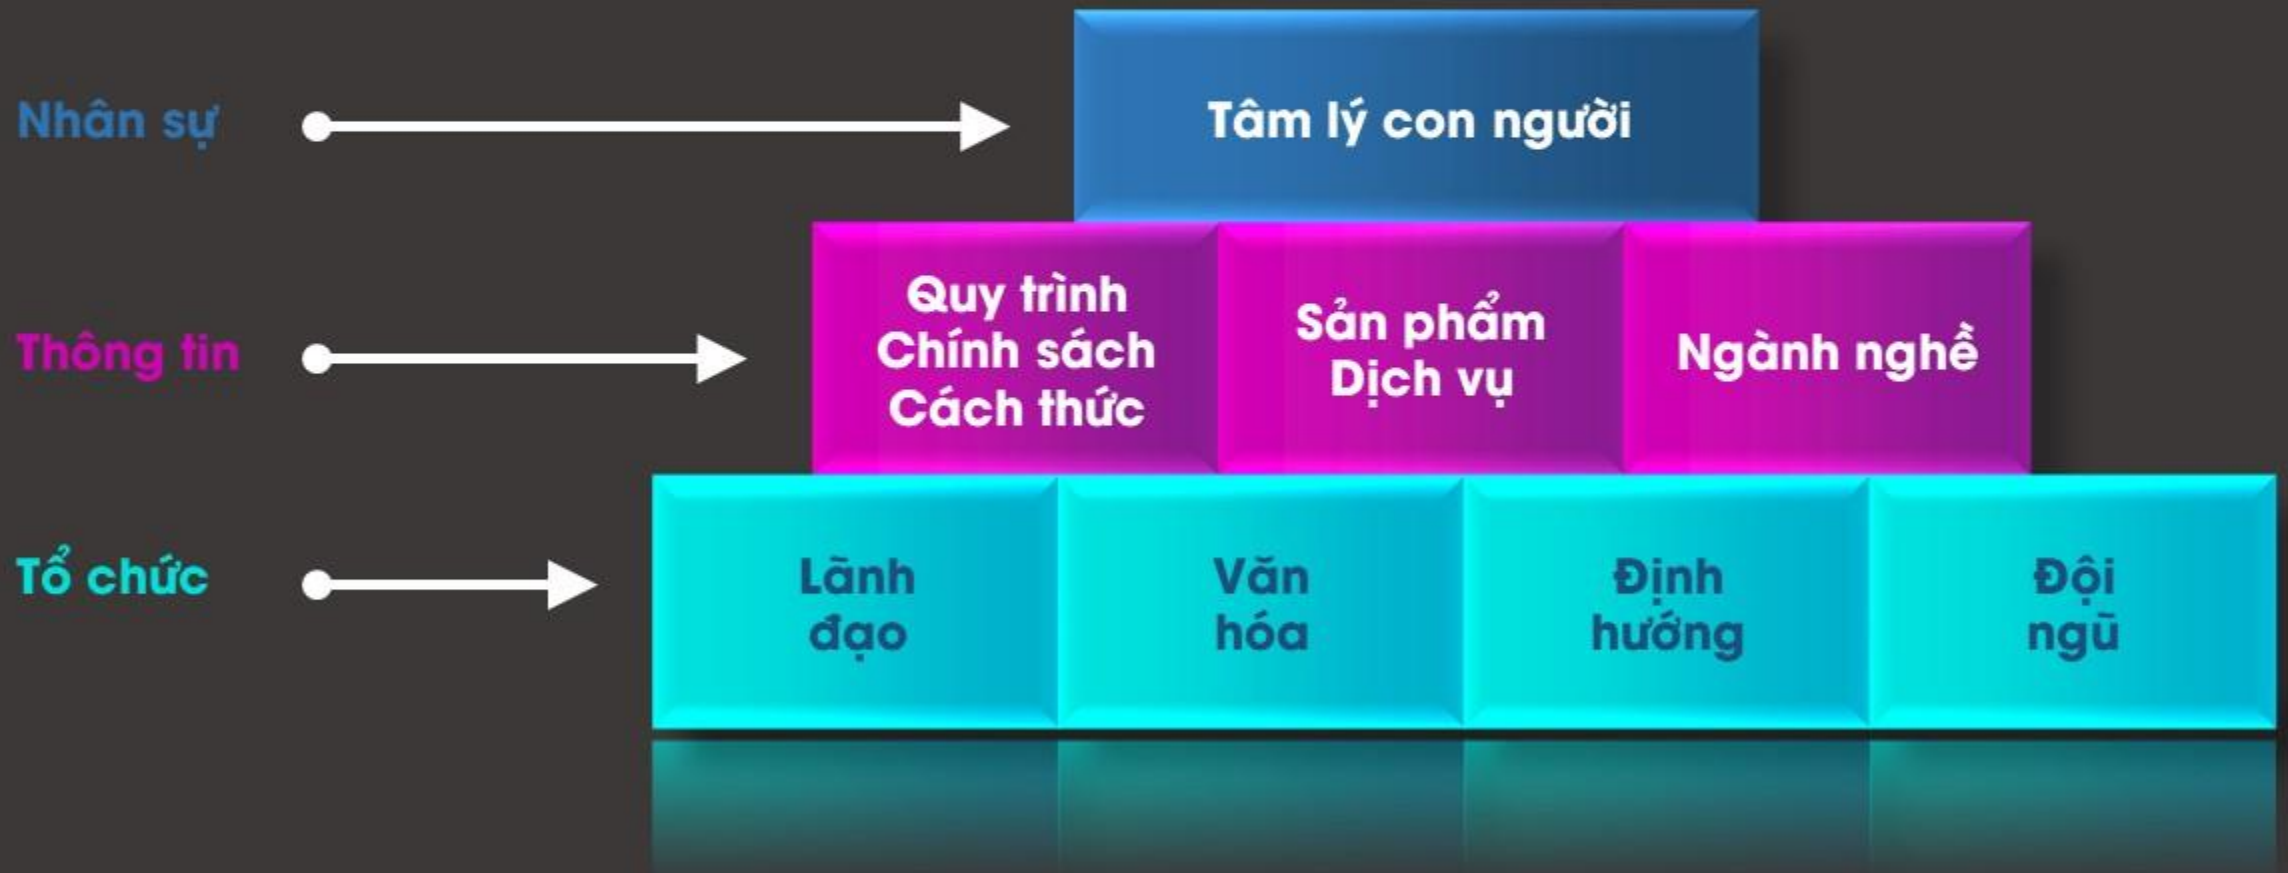 Nhân sự
Tâm lý con người
Thông tin
Quy trình
Chính sách
Cách thức
Sản phẩm
Dịch vụ
Ngành nghề
Tổ chức
Lãnh
đạo
Văn
hóa
Định
hướng
Đội
ngũ